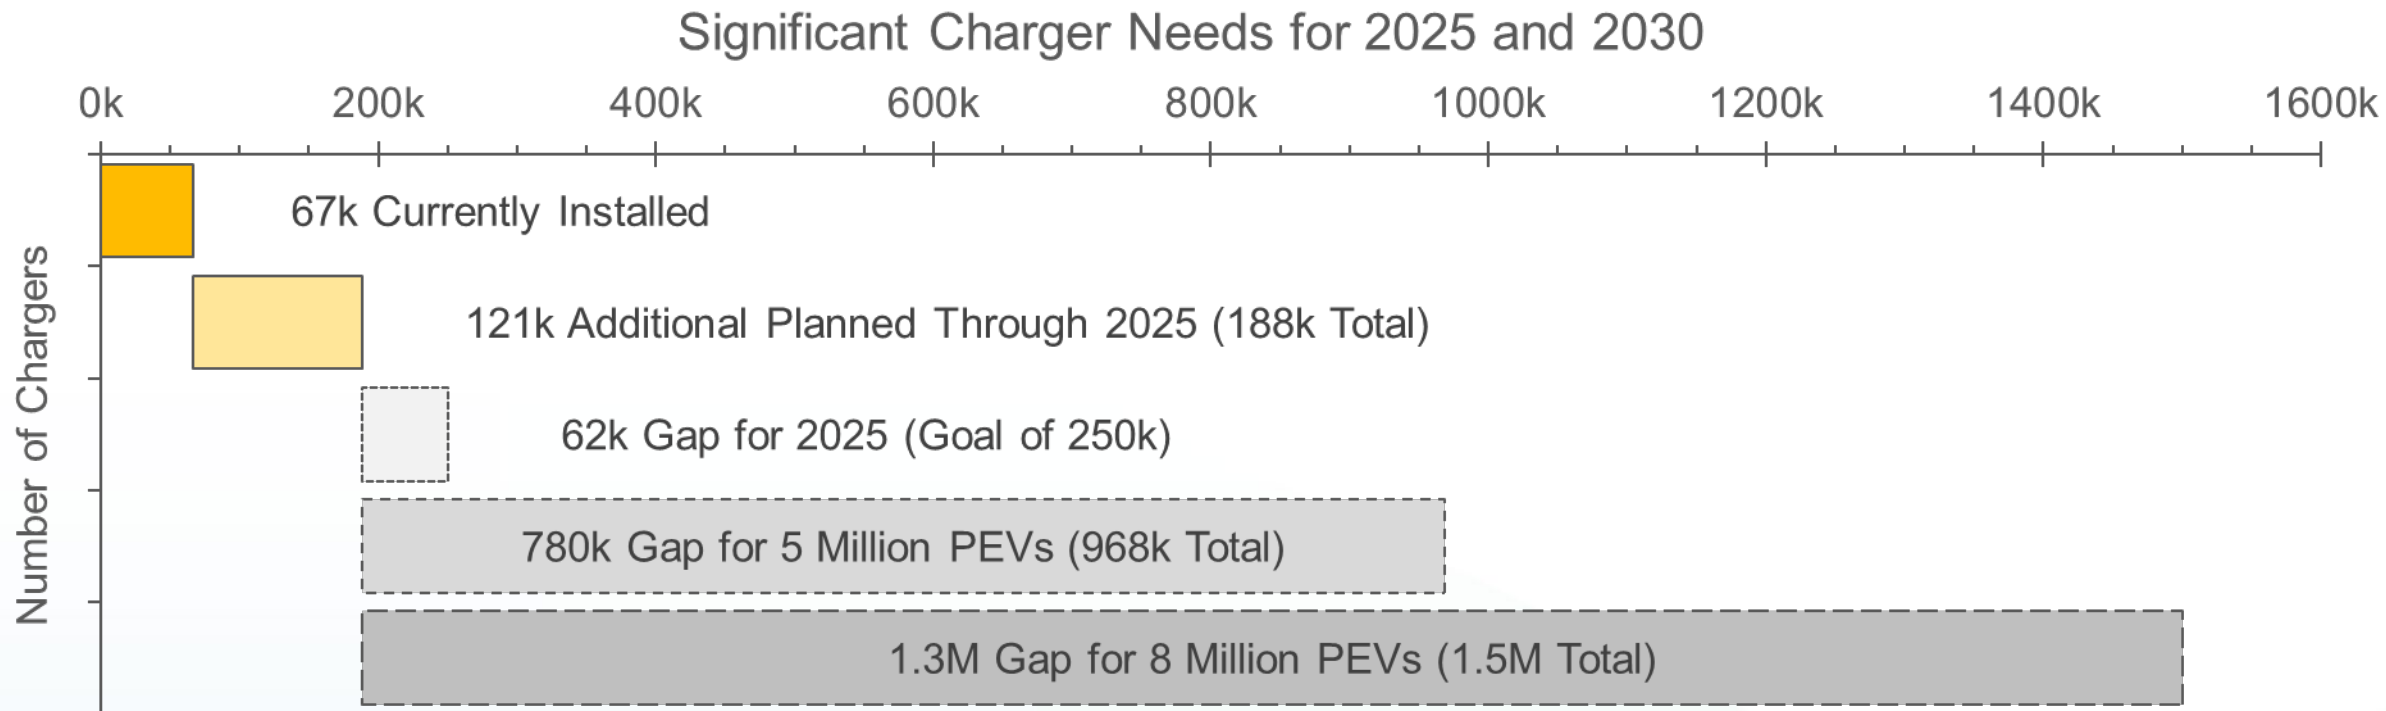 Significant Charger Needs for 2025 and 2030
0k 200k 400k 600k 800k 1000k 1200k 1400k 1600k
Number of Chargers
67k Currently Installed
121k Additional Planned Through 2025 (188k Total)
62k Gap for 2025 (Goal of 250k)
780k Gap for 5 Million PEVs (968k Total)
1.3M Gap for 8 Million PEVs (1.5M Total)